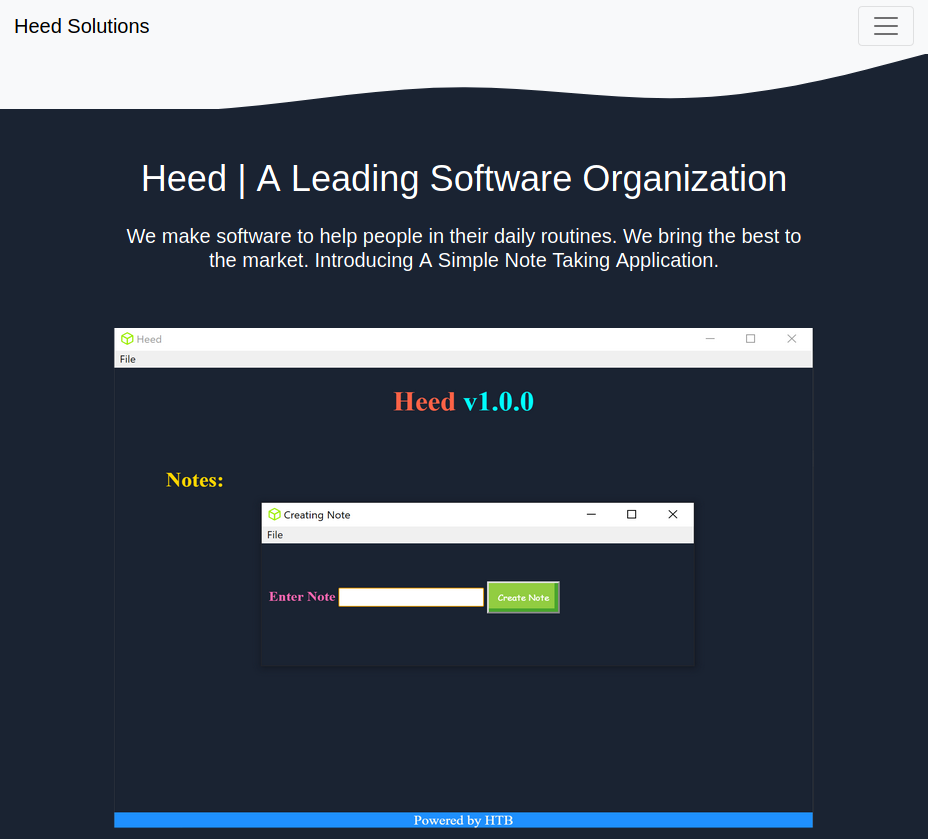 Heed Solutions
Heed | A Leading Software Organization
We make software to help people in their daily routines. We bring the best to
the market. Introducing A Simple Note Taking Application.
Heed
File
Heed v1.0.0
Notes:
Creating Note
File
Enter Note
Create Note
Powered by HTB